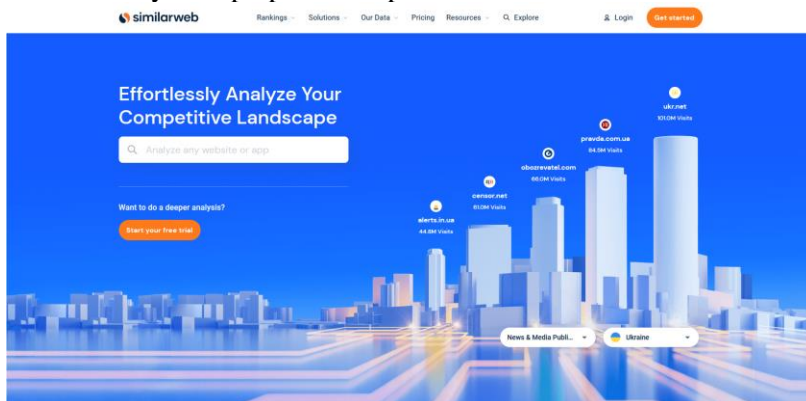 similarweb
Rankings
Solutions
Our Data
Pricing
Resources
Explore
Login
Get started
Effortlessly Analyze Your
Competitive Landscape
Analyze any website or app
Want to do a deeper analysis?
Start your free trial
ukr.net
101.0M Visits
pravda.com.ua
84.5M Visits
obozrevatel.com
66.0M Visits
censor.net
61.0M Visits
alerts.in.ua
44.8M Visits
News & Media Publi...
Ukraine